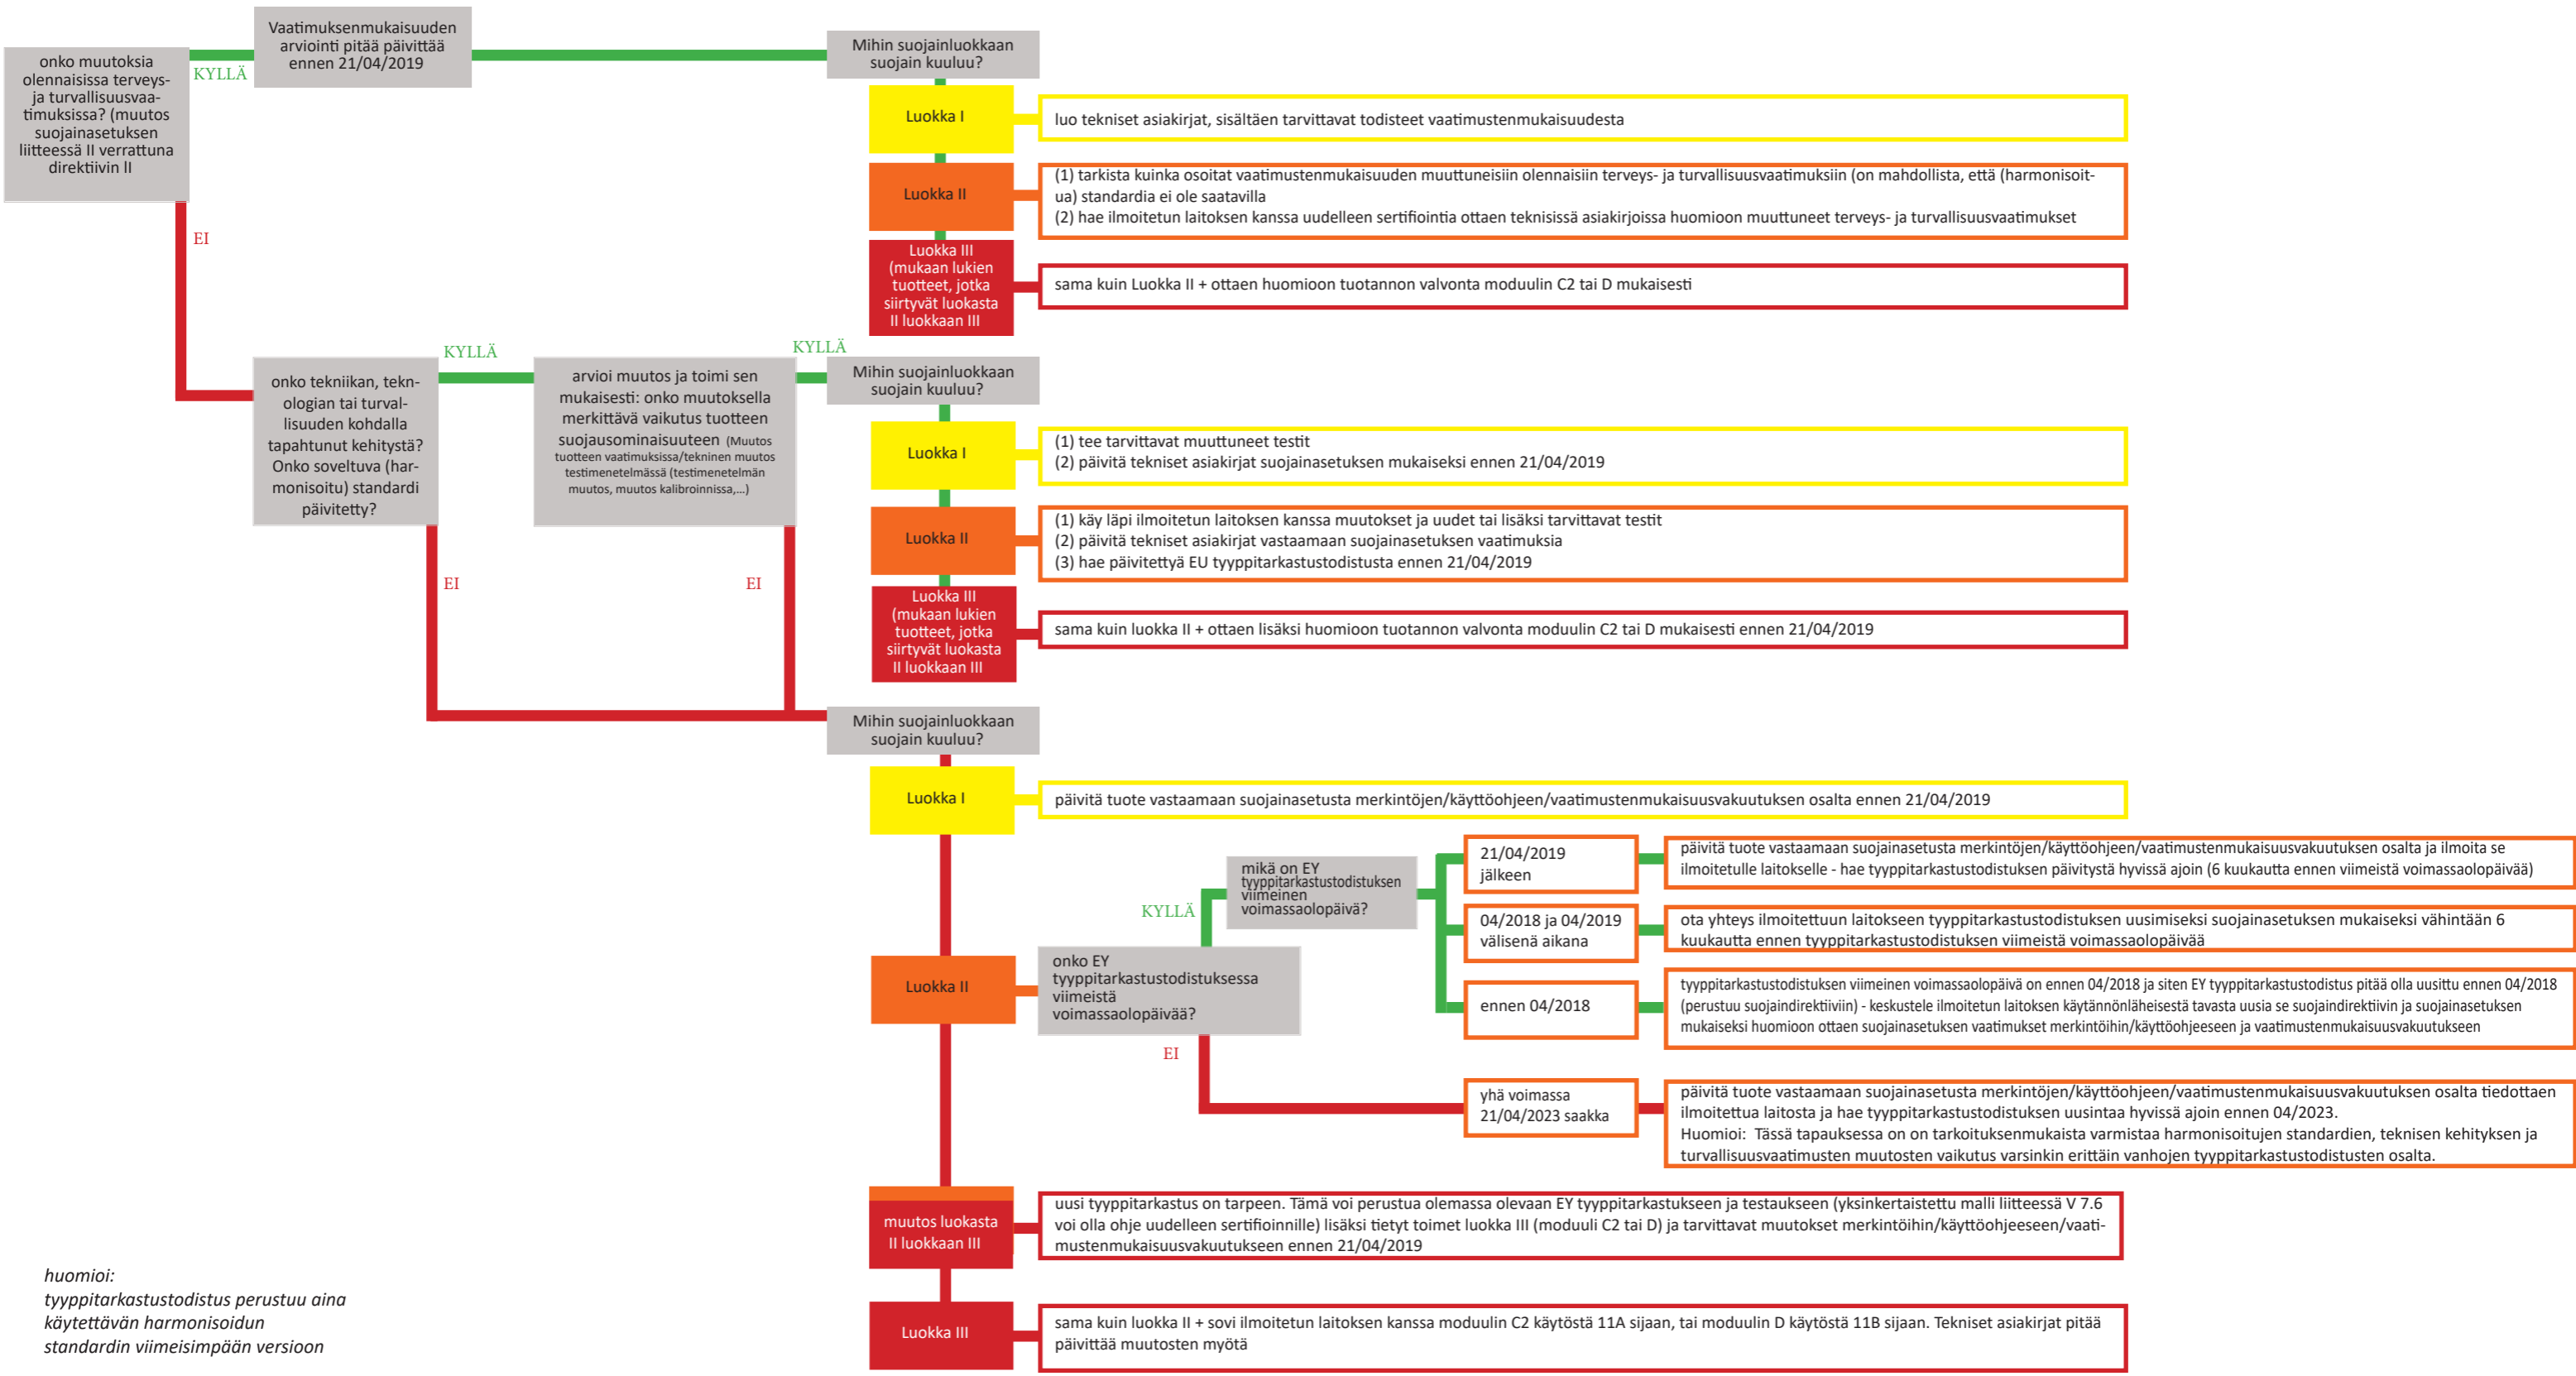 onko muutoksia
olennaisissa terveys-
ja turvallisuusvaa-
timuksissa? (muutos
suojainasetuksen
liitteessä II verrattuna
direktiivin II
KYLLÄ
Vaatimuksenmukaisuuden
arviointi pitää päivittää
ennen 21/04/2019
Mihin suojainluokkaan
suojain kuuluu?
Luokka I
luo tekniset asiakirjat, sisältäen tarvittavat todisteet vaatimustenmukaisuudesta
Luokka II
(1) tarkista kuinka osoitat vaatimustenmukaisuuden muuttuneisiin olennaisiin terveys- ja turvallisuusvaatimuksiin (on mahdollista, että (harmonisoit-
ua) standardia ei ole saatavilla
(2) hae ilmoitetun laitoksen kanssa uudelleen sertifiointia ottaen teknisissä asiakirjoissa huomioon muuttuneet terveys- ja turvallisuusvaatimukset
Luokka III
(mukaan lukien
tuotteet, jotka
siirtyvät luokasta
II luokkaan III
sama kuin Luokka II + ottaen huomioon tuotannon valvonta moduulin C2 tai D mukaisesti
EI
onko tekniikan, tekn-
ologian tai turval-
lisuuden kohdalla
tapahtunut kehitystä?
Onko soveltuva (har-
monisoitu) standardi
päivitetty?
KYLLÄ
arvioi muutos ja toimi sen
mukaisesti: onko muutoksella
merkittävä vaikutus tuotteen
suojausominaisuuteen (Muutos
tuotteen vaatimuksissa/tekninen muutos
testimenetelmässä (testimenetelmän
muutos, muutos kalibroinnissa,...)
KYLLÄ
Mihin suojainluokkaan
suojain kuuluu?
Luokka I
(1) tee tarvittavat muuttuneet testit
(2) päivitä tekniset asiakirjat suojainasetuksen mukaiseksi ennen 21/04/2019
Luokka II
(1) käy läpi ilmoitetun laitoksen kanssa muutokset ja uudet tai lisäksi tarvittavat testit
(2) päivitä tekniset asiakirjat vastaamaan suojainasetuksen vaatimuksia
(3) hae päivitettyä EU tyyppitarkastustodistusta ennen 21/04/2019
Luokka III
(mukaan lukien
tuotteet, jotka
siirtyvät luokasta
II luokkaan III
sama kuin luokka II + ottaen lisäksi huomioon tuotannon valvonta moduulin C2 tai D mukaisesti ennen 21/04/2019
EI
EI
Mihin suojainluokkaan
suojain kuuluu?
Luokka I
päivitä tuote vastaamaan suojainasetusta merkintöjen/käyttöohjeen/vaatimustenmukaisuusvakuutuksen osalta ennen 21/04/2019
Luokka II
onko EY
tyyppitarkastustodistuksessa
viimeistä
voimassaolopäivää?
KYLLÄ
mikä on EY
tyyppitarkastustodistuksen
viimeinen
voimassaolopäivä?
21/04/2019
jälkeen
päivitä tuote vastaamaan suojainasetusta merkintöjen/käyttöohjeen/vaatimustenmukaisuusvakuutuksen osalta ja ilmoita se
ilmoitetulle laitokselle - hae tyyppitarkastustodistuksen päivitystä hyvissä ajoin (6 kuukautta ennen viimeistä voimassaolopäivää)
04/2018 ja 04/2019
välisenä aikana
ota yhteys ilmoitettuun laitokseen tyyppitarkastustodistuksen uusimiseksi suojainasetuksen mukaiseksi vähintään 6
kuukautta ennen tyyppitarkastustodistuksen viimeistä voimassaolopäivää
ennen 04/2018
tyyppitarkastustodistuksen viimeinen voimassaolopäivä on ennen 04/2018 ja siten EY tyyppitarkastustodistus pitää olla uusittu ennen 04/2018
(perustuu suojaindirektiiviin) - keskustele ilmoitetun laitoksen käytännönläheisestä tavasta uusia se suojaindirektiivin ja suojainasetuksen
mukaiseksi huomioon ottaen suojainasetuksen vaatimukset merkintöihin/käyttöohjeeseen ja vaatimustenmukaisuusvakuutukseen
EI
yhä voimassa
21/04/2023 saakka
päivitä tuote vastaamaan suojainasetusta merkintöjen/käyttöohjeen/vaatimustenmukaisuusvakuutuksen osalta tiedottaen
ilmoitettua laitosta ja hae tyyppitarkastustodistuksen uusintaa hyvissä ajoin ennen 04/2023.
Huomioi: Tässä tapauksessa on on tarkoituksenmukaista varmistaa harmonisoitujen standardien, teknisen kehityksen ja
turvallisuusvaatimusten muutosten vaikutus varsinkin erittäin vanhojen tyyppitarkastustodistusten osalta.
muutos luokasta
II luokkaan III
uusi tyyppitarkastus on tarpeen. Tämä voi perustua olemassa olevaan EY tyyppitarkastukseen ja testaukseen (yksinkertaistettu malli liitteessä V 7.6
voi olla ohje uudelleen sertifioinnille) lisäksi tietyt toimet luokka III (moduuli C2 tai D) ja tarvittavat muutokset merkintöihin/käyttöohjeeseen/vaati-
mustenmukaisuusvakuutukseen ennen 21/04/2019
Luokka III
sama kuin luokka II + sovi ilmoitetun laitoksen kanssa moduulin C2 käytöstä 11A sijaan, tai moduulin D käytöstä 11B sijaan. Tekniset asiakirjat pitää
päivittää muutosten myötä
huomioi:
tyyppitarkastustodistus perustuu aina
käytettävän harmonisoidun
standardin viimeisimpään versioon